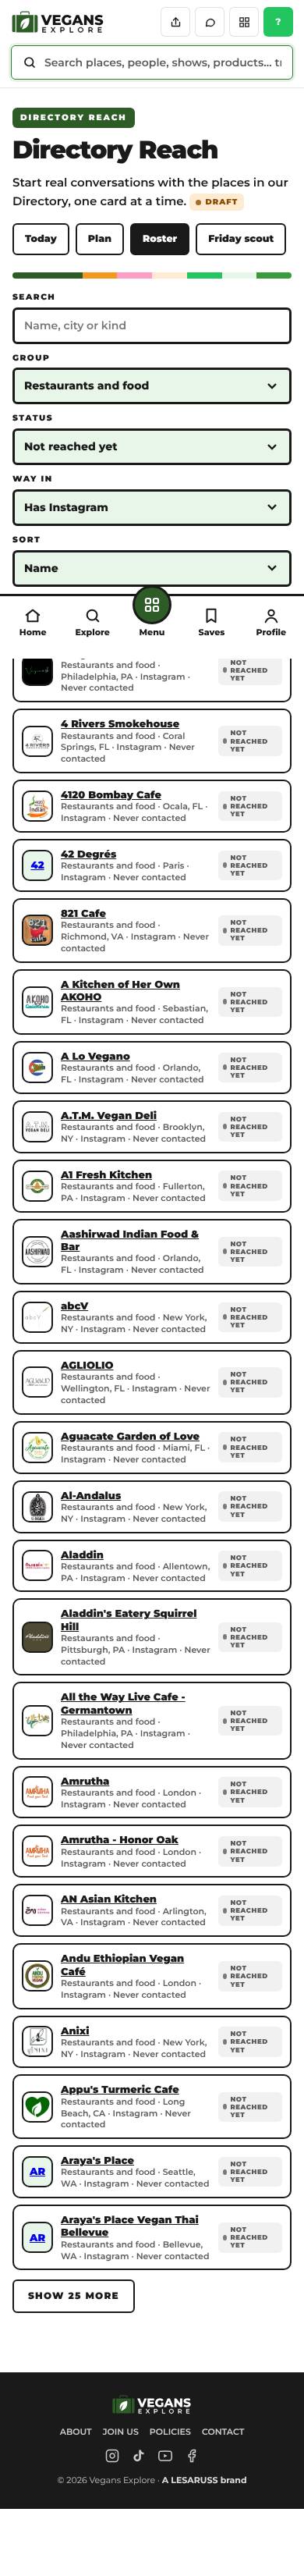 VEGANS
EXPLORE
?
Search places, people, shows, products... tr
DIRECTORY REACH
Directory Reach
Start real conversations with the places in our
Directory, one card at a time. DRAFT
Today Plan Roster Friday scout
SEARCH
Name, city or kind
GROUP
Restaurants and food
STATUS
Not reached yet
WAY IN
Has Instagram
SORT
Name
Home Explore Menu Saves Profile
Restaurants and food ·
Philadelphia, PA · Instagram ·
Never contacted
NOT
REACHED
YET
4 Rivers Smokehouse
Restaurants and food · Coral
Springs, FL · Instagram · Never
contacted
NOT
REACHED
YET
4120 Bombay Cafe
Restaurants and food · Ocala, FL ·
Instagram · Never contacted
NOT
REACHED
YET
42
42 Degrés
Restaurants and food · Paris ·
Instagram · Never contacted
NOT
REACHED
YET
821 Cafe
Restaurants and food ·
Richmond, VA · Instagram · Never
contacted
NOT
REACHED
YET
AKOHO
A Kitchen of Her Own
AKOHO
Restaurants and food · Sebastian,
FL · Instagram · Never contacted
NOT
REACHED
YET
A Lo Vegano
Restaurants and food · Orlando,
FL · Instagram · Never contacted
NOT
REACHED
YET
A.T.M. Vegan Deli
Restaurants and food · Brooklyn,
NY · Instagram · Never contacted
NOT
REACHED
YET
A1 Fresh Kitchen
Restaurants and food · Fullerton,
PA · Instagram · Never contacted
NOT
REACHED
YET
AASHIRWAD
Aashirwad Indian Food &
Bar
Restaurants and food · Orlando,
FL · Instagram · Never contacted
NOT
REACHED
YET
abcV
Restaurants and food · New York,
NY · Instagram · Never contacted
NOT
REACHED
YET
AGLIOLIO
Restaurants and food ·
Wellington, FL · Instagram · Never
contacted
NOT
REACHED
YET
Aguacate Garden of Love
Restaurants and food · Miami, FL ·
Instagram · Never contacted
NOT
REACHED
YET
Al-Andalus
Restaurants and food · New York,
NY · Instagram · Never contacted
NOT
REACHED
YET
Aladdin
Restaurants and food · Allentown,
PA · Instagram · Never contacted
NOT
REACHED
YET
Aladdin's Eatery Squirrel
Hill
Restaurants and food ·
Pittsburgh, PA · Instagram · Never
contacted
NOT
REACHED
YET
All the Way Live Cafe -
Germantown
Restaurants and food ·
Philadelphia, PA · Instagram ·
Never contacted
NOT
REACHED
YET
AMRUTHA
Amrutha
Restaurants and food · London ·
Instagram · Never contacted
NOT
REACHED
YET
AMRUTHA
Amrutha - Honor Oak
Restaurants and food · London ·
Instagram · Never contacted
NOT
REACHED
YET
AN Asian Kitchen
Restaurants and food · Arlington,
VA · Instagram · Never contacted
NOT
REACHED
YET
Andu Ethiopian Vegan
Café
Restaurants and food · London ·
Instagram · Never contacted
NOT
REACHED
YET
Anixi
Restaurants and food · New York,
NY · Instagram · Never contacted
NOT
REACHED
YET
Appu's Turmeric Cafe
Restaurants and food · Long
Beach, CA · Instagram · Never
contacted
NOT
REACHED
YET
AR
Araya's Place
Restaurants and food · Seattle,
WA · Instagram · Never contacted
NOT
REACHED
YET
AR
Araya's Place Vegan Thai
Bellevue
Restaurants and food · Bellevue,
WA · Instagram · Never contacted
NOT
REACHED
YET
SHOW 25 MORE
VEGANS
EXPLORE
ABOUT JOIN US POLICIES CONTACT
© 2026 Vegans Explore · A LESARUSS brand